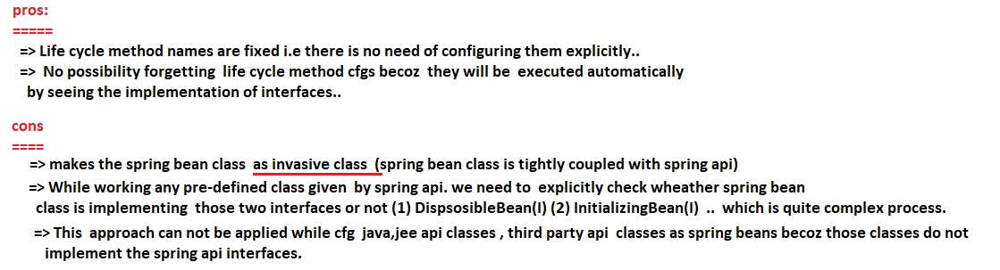 pros:
=====
=> Life cycle method names are fixed i.e there is no need of configuring them explicitly..
=> No possibility forgetting life cycle method cfgs becoz they will be executed automatically
by seeing the implementation of interfaces..
cons
====
=> makes the spring bean class as invasive class (spring bean class is tightly coupled with spring api)
=> While working any pre-defined class given by spring api. we need to explicitly check wheather spring bean
class is implementing those two interfaces or not (1) DispsosibleBean(I) (2) InitializingBean(I) .. which is quite complex process.
=> This approach can not be applied while cfg java,jee api classes , third party api classes as spring beans becoz those classes do not
implement the spring api interfaces.